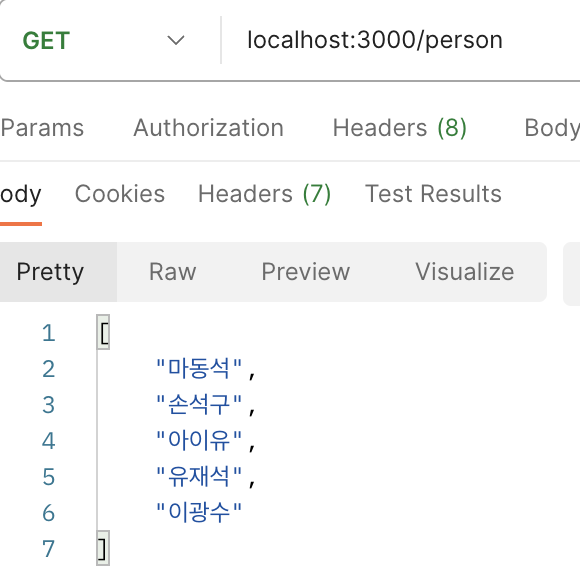 GET localhost:3000/person
Params Authorization Headers (8) Body
ody Cookies Headers (7) Test Results
Pretty Raw Preview Visualize
1 [
2 "마동석",
3 "손석구",
4 "아이유",
5 "유재석",
6 "이광수"
7 ]